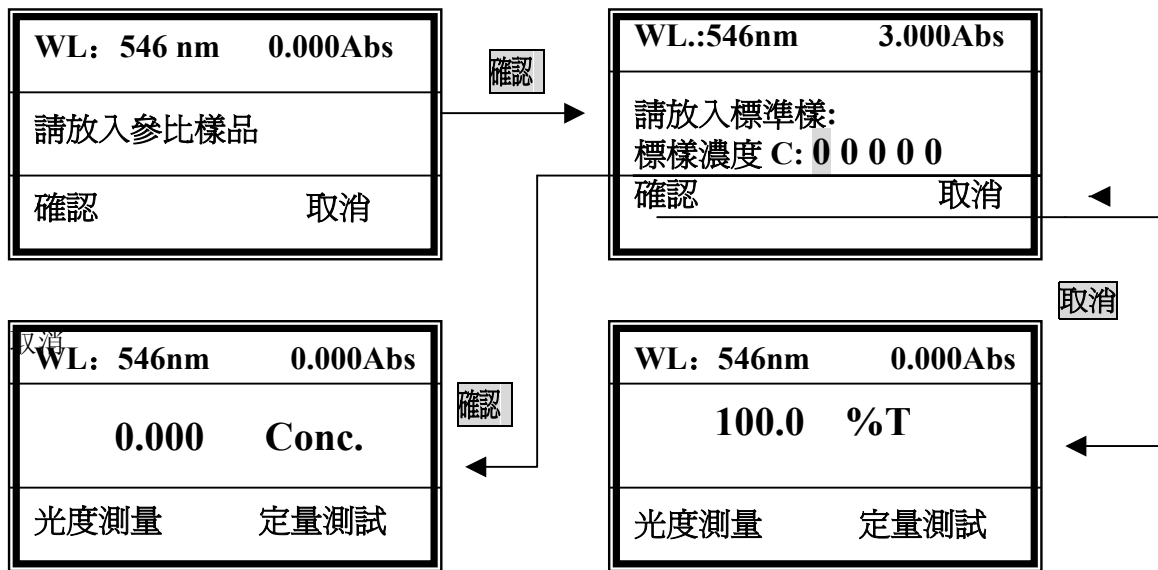 WL：546 nm 0.000Abs
請放入參比樣品
確認 取消
確認
WL.:546nm 3.000Abs
請放入標準樣:
標樣濃度 C: 0 0 0 0 0
確認 取消
取消
取消
WL：546nm 0.000Abs
0.000 Conc.
光度測量 定量測試
確認
WL：546nm 0.000Abs
100.0 %T
光度測量 定量測試